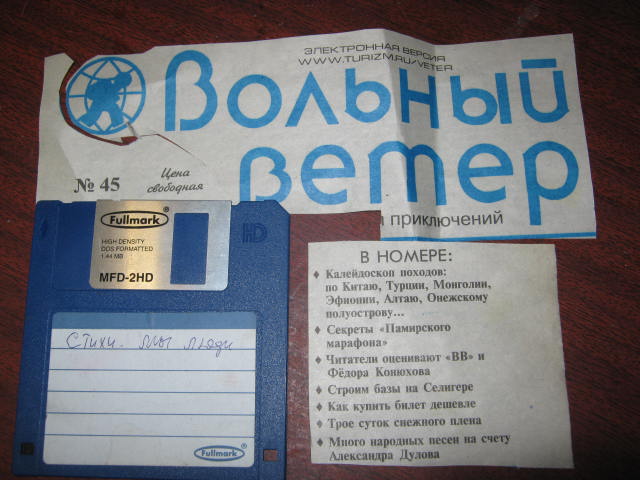 ЭЛЕКТРОННАЯ ВЕРСИЯ
WWW.TURIZM.RU/VETER
Вольный
ветер
№ 45
Цена
свободная
приключений
Fullmark
HIGH DENSITY
DOS FORMATTED
1.44 MB
MFD-2HD
HD
Стихи. мы люди
Fullmark
В НОМЕРЕ:
♦ Калейдоскоп походов:
по Китаю, Турции, Монголии,
Эфиопии, Алтаю, Онежскому
полуострову...
♦ Секреты «Памирского
марафона»
♦ Читатели оценивают «ВВ» и
Фёдора Конюхова
♦ Строим базы на Селигере
♦ Как купить билет дешевле
♦ Трое суток снежного плена
♦ Много народных песен на счету
Александра Дулова